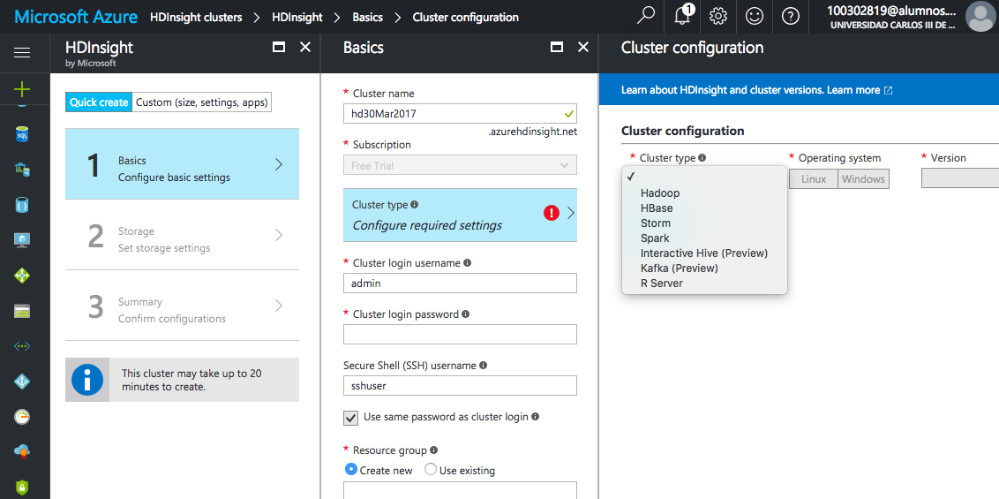 Microsoft Azure HDInsight clusters > HDInsight > Basics > Cluster configuration
1
100302819@alumnos....
UNIVERSIDAD CARLOS III DE ...
HDInsight
by Microsoft
Quick create
Custom (size, settings, apps)
1
Basics
Configure basic settings
2
Storage
Set storage settings
3
Summary
Confirm configurations
This cluster may take up to 20
minutes to create.
SQL
Basics
* Cluster name
hd30Mar2017
.azurehdinsight.net
* Subscription
Free Trial
Cluster type
Configure required settings
* Cluster login username
admin
* Cluster login password
Secure Shell (SSH) username
sshuser
Use same password as cluster login
* Resource group
Create new
Use existing
Cluster configuration
Learn about HDInsight and cluster versions. Learn more
Cluster configuration
* Cluster type
* Operating system
* Version
Linux
Windows
Hadoop
HBase
Storm
Spark
Interactive Hive (Preview)
Kafka (Preview)
R Server